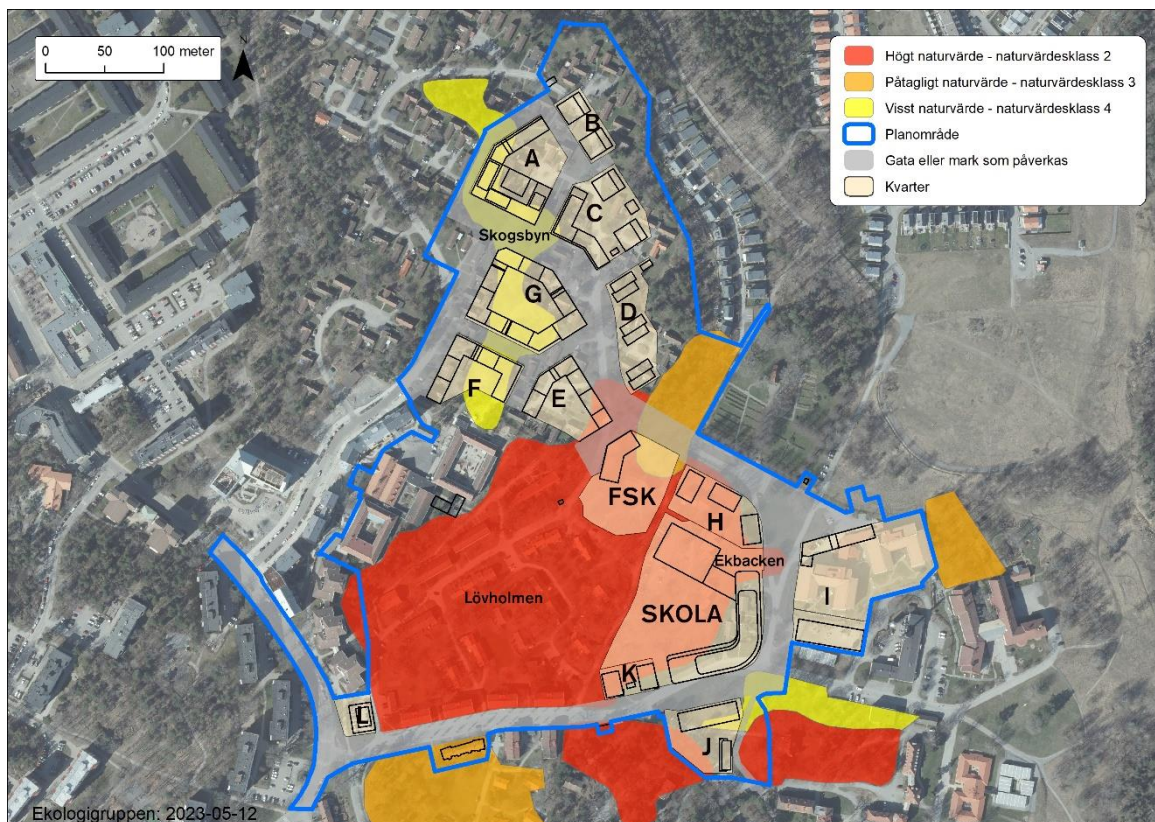 0 50 100 meter
N
Högt naturvärde - naturvärdesklass 2
Påtagligt naturvärde - naturvärdesklass 3
Visst naturvärde - naturvärdesklass 4
Planområde
Gata eller mark som påverkas
Kvarter
B
A
C
Skogsbyn
G
D
F
E
FSK
H
Ekbacken
Lövholmen
I
SKOLA
K
L
J
Ekologigruppen: 2023-05-12